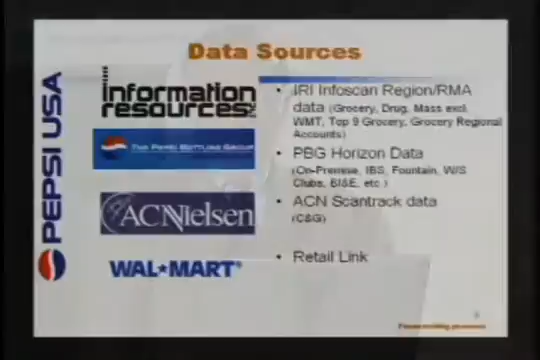 Data Sources
PEPSI USA
information
resources INC
THE PEPSI BOTTLING GROUP
ACNielsen
WAL★MART®
• IRI Infoscan Region/RMA
data (Grocery, Drug, Mass excl.
WMT, Top 9 Grocery, Grocery Regional
Accounts)
• PBG Horizon Data
(On-Premise, IBS, Fountain, W/S
Clubs, B/SE, etc.)
• ACN Scantrack data
(C&G)
• Retail Link